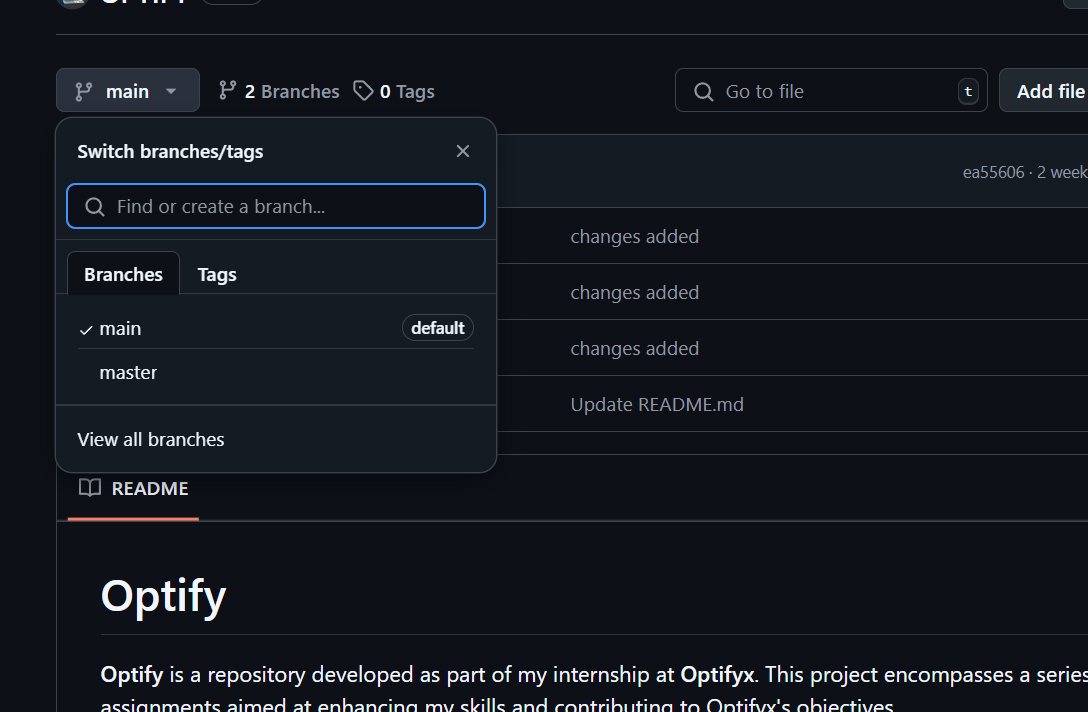 main 2 Branches 0 Tags Go to file t Add file
Switch branches/tags
ea55606 · 2 week
Find or create a branch...
changes added
Branches Tags
changes added
main default
changes added
master
Update README.md
View all branches
README
Optify
Optify is a repository developed as part of my internship at Optifyx. This project encompasses a series
assignments aimed at enhancing my skills and contributing to Optifyx's objectives.